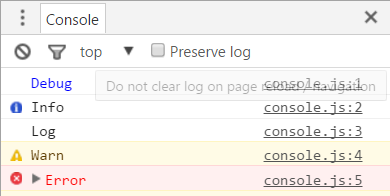 Console
top Preserve log
Debug console.js:1
Do not clear log on page reload / navigation
Info console.js:2
Log console.js:3
Warn console.js:4
Error console.js:5